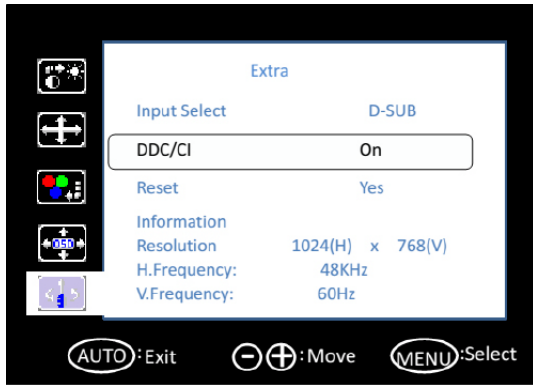 Extra
Input Select D-SUB
DDC/CI On
Reset Yes
Information
Resolution 1024(H) x 768(V)
H.Frequency: 48KHz
V.Frequency: 60Hz
OSD
AUTO:Exit - + :Move MENU:Select